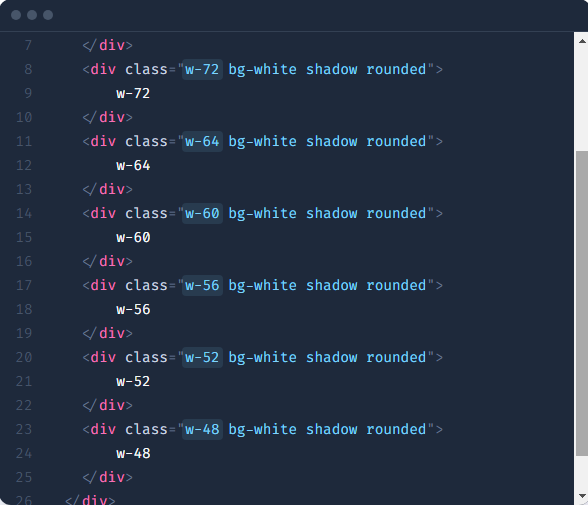 7 </div>
8 <div class="w-72 bg-white shadow rounded">
9 w-72
10 </div>
11 <div class="w-64 bg-white shadow rounded">
12 w-64
13 </div>
14 <div class="w-60 bg-white shadow rounded">
15 w-60
16 </div>
17 <div class="w-56 bg-white shadow rounded">
18 w-56
19 </div>
20 <div class="w-52 bg-white shadow rounded">
21 w-52
22 </div>
23 <div class="w-48 bg-white shadow rounded">
24 w-48
25 </div>
26 </div>